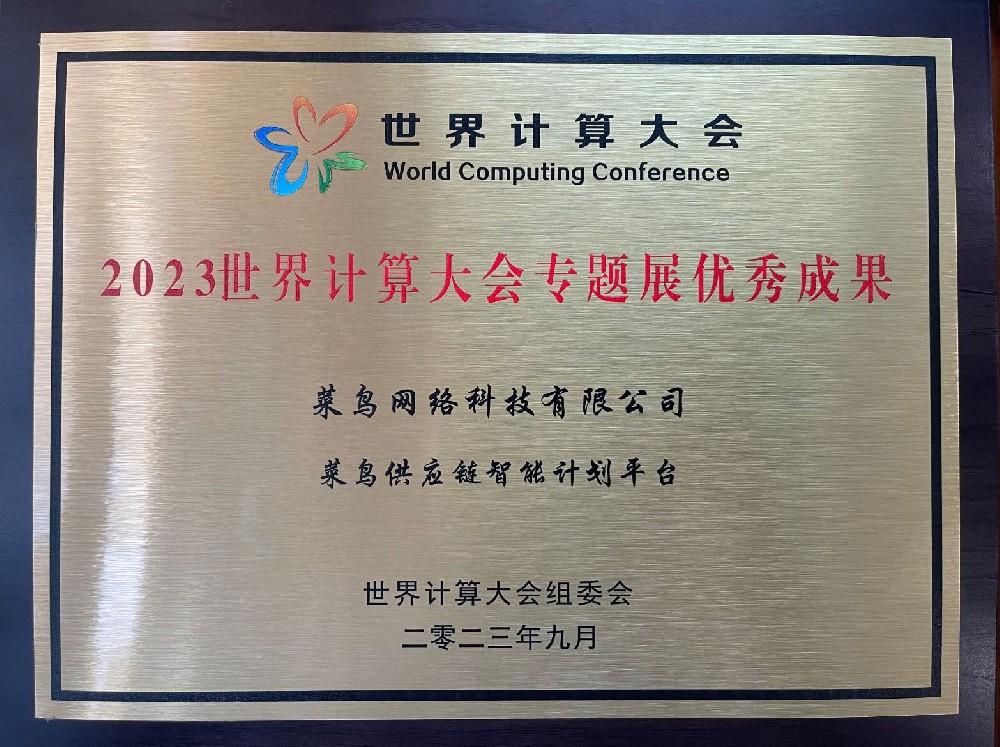 世界计算大会
World Computing Conference
2023世界计算大会专题展优秀成果
菜鸟网络科技有限公司
菜鸟供应链智能计划平台
世界计算大会组委会
二零二三年九月